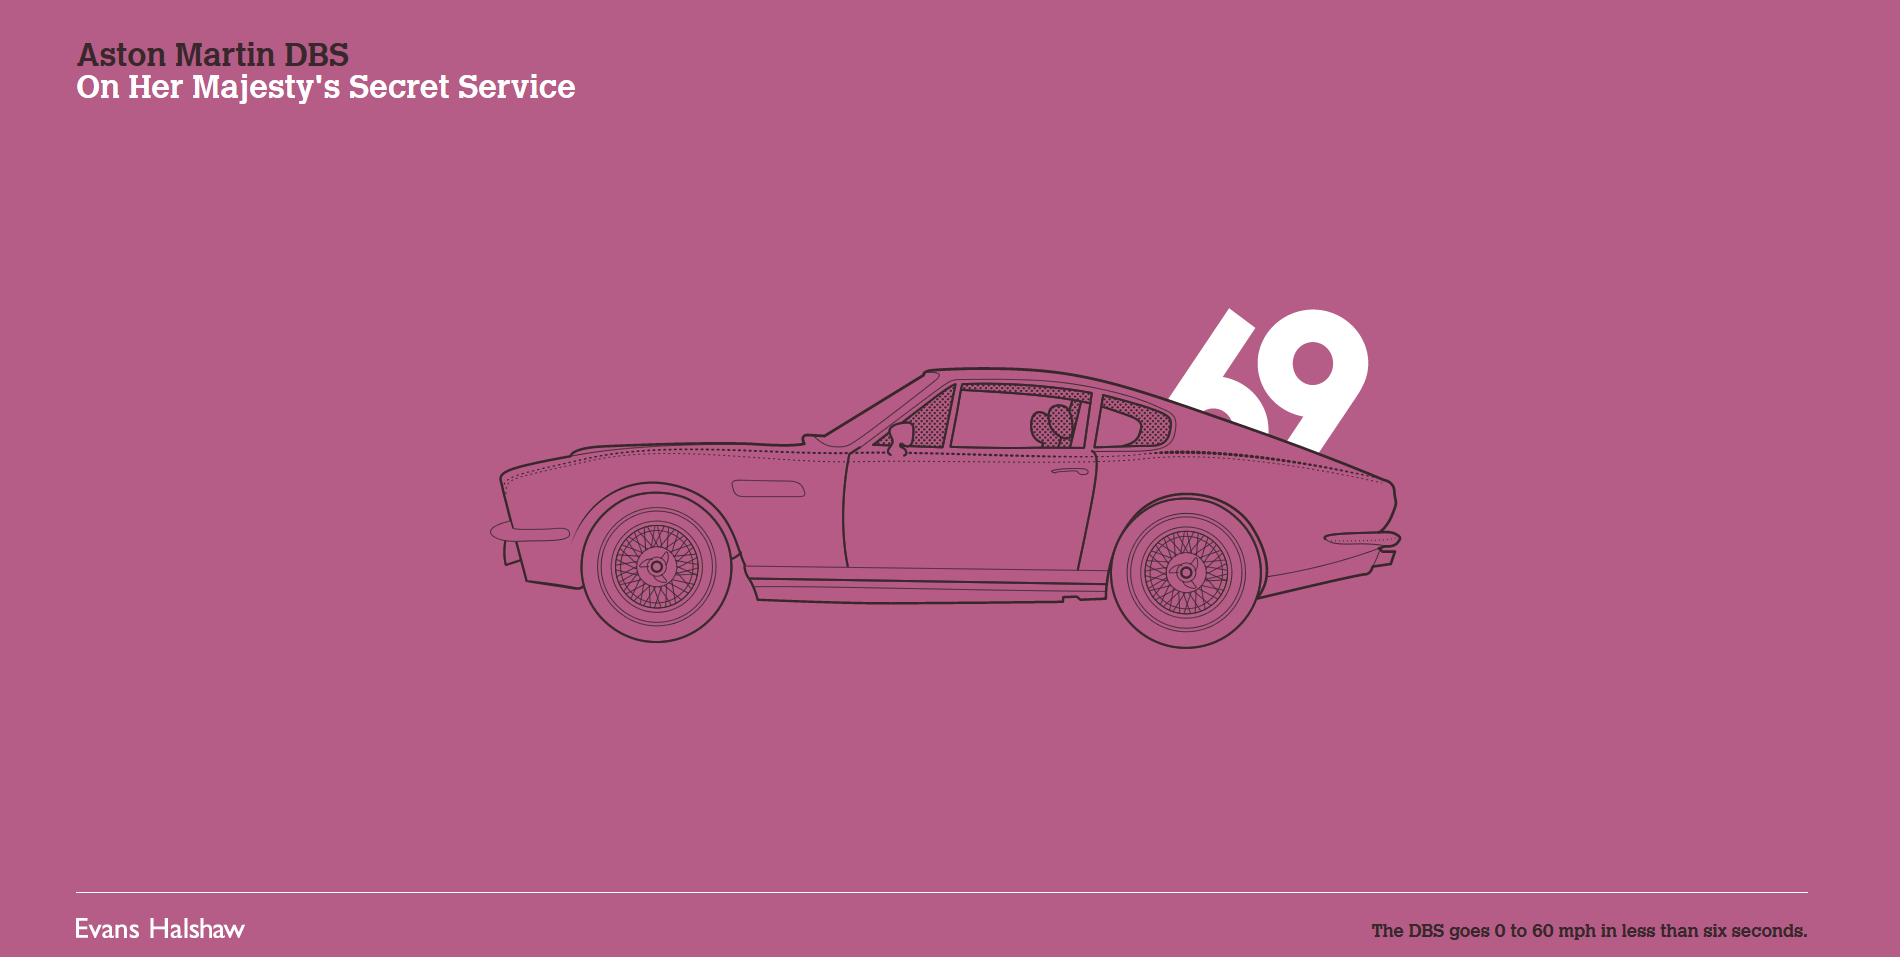 Aston Martin DBS
On Her Majesty's Secret Service
69
Evans Halshaw
The DBS goes 0 to 60 mph in less than six seconds.